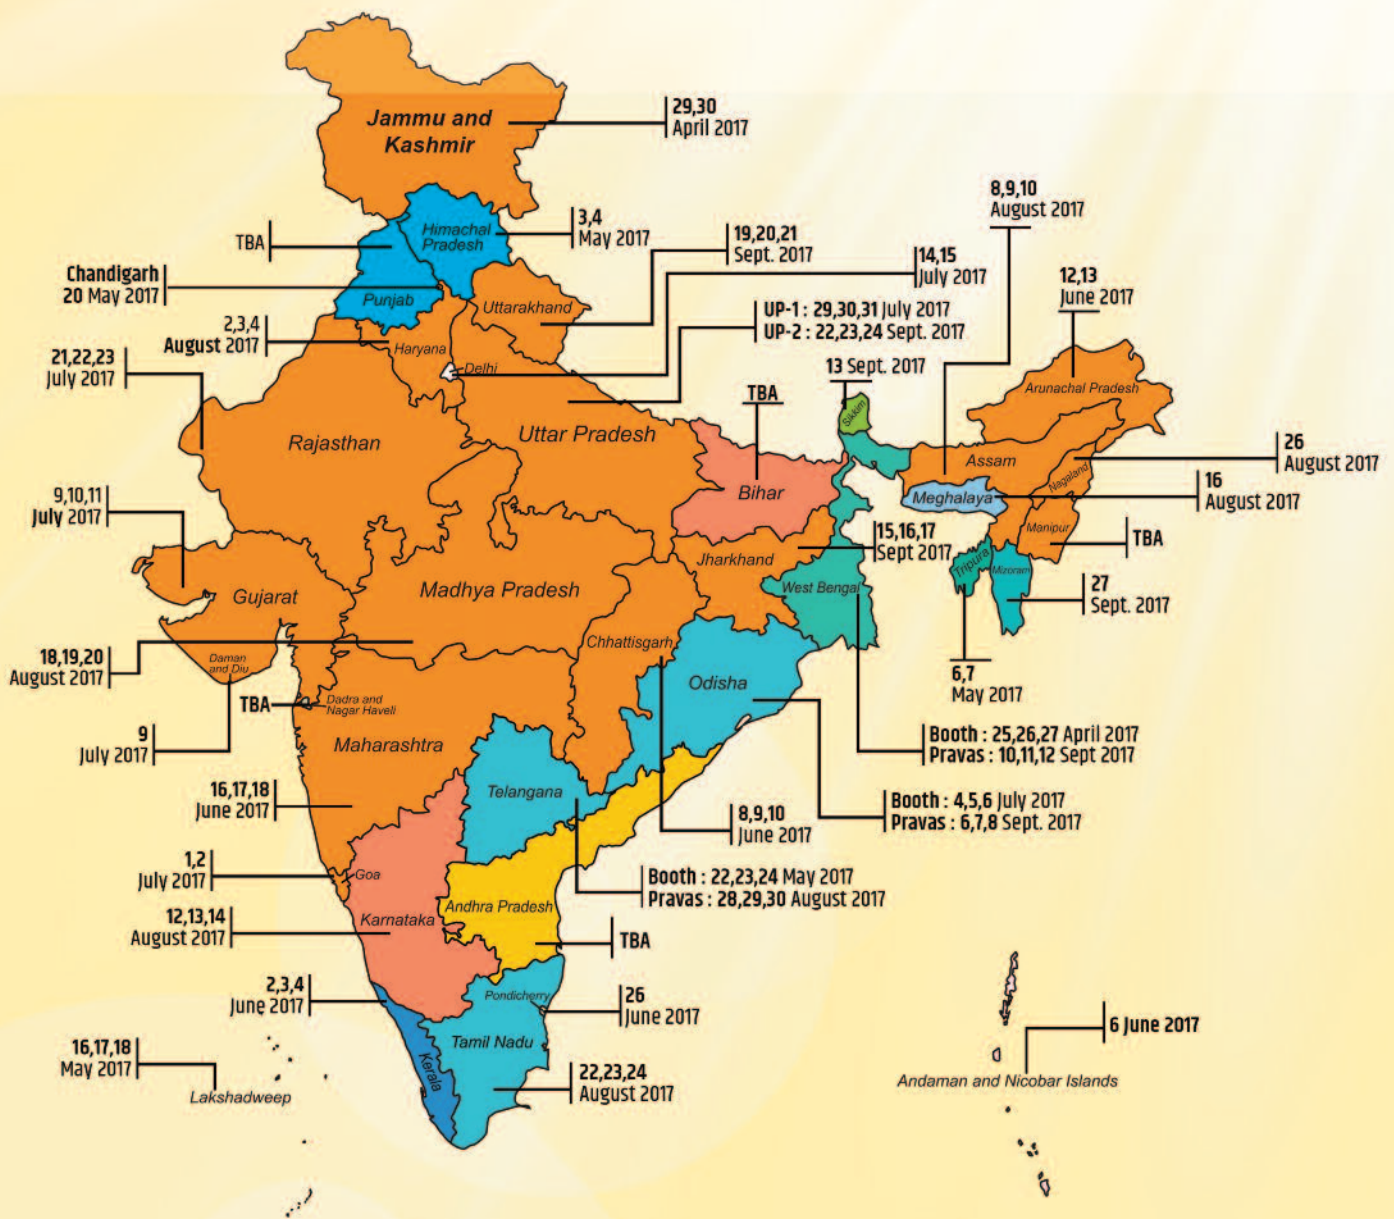 29,30
April 2017
Jammu and
Kashmir
8,9,10
August 2017
3,4
May 2017
Himachal
Pradesh
TBA
19,20,21
Sept. 2017
14,15
July 2017
Chandigarh
20 May 2017
12,13
June 2017
Punjab
Uttarakhand
UP-1 : 29,30,31 July 2017
UP-2 : 22,23,24 Sept. 2017
2,3,4
August 2017
Haryana
21,22,23
July 2017
Delhi
13 Sept. 2017
TBA
Arunachal Pradesh
Sikkim
Rajasthan
Uttar Pradesh
26
August 2017
Assam
Nagaland
Bihar
Meghalaya
16
August 2017
9,10,11
July 2017
Manipur
TBA
15,16,17
Sept 2017
Jharkhand
Tripura
Mizoram
Gujarat
Madhya Pradesh
West Bengal
27
Sept. 2017
Chhattisgarh
18,19,20
August 2017
Daman
and Diu
Odisha
6,7
May 2017
TBA
Dadra and
Nagar Haveli
9
July 2017
Maharashtra
Booth : 25,26,27 April 2017
Pravas : 10,11,12 Sept 2017
Telangana
16,17,18
June 2017
Booth : 4,5,6 July 2017
Pravas : 6,7,8 Sept. 2017
8,9,10
June 2017
1,2
July 2017
Goa
Booth : 22,23,24 May 2017
Pravas : 28,29,30 August 2017
Andhra Pradesh
12,13,14
August 2017
Karnataka
TBA
2,3,4
June 2017
Pondicherry
26
June 2017
6 June 2017
Tamil Nadu
16,17,18
May 2017
Kerala
22,23,24
August 2017
Andaman and Nicobar Islands
Lakshadweep